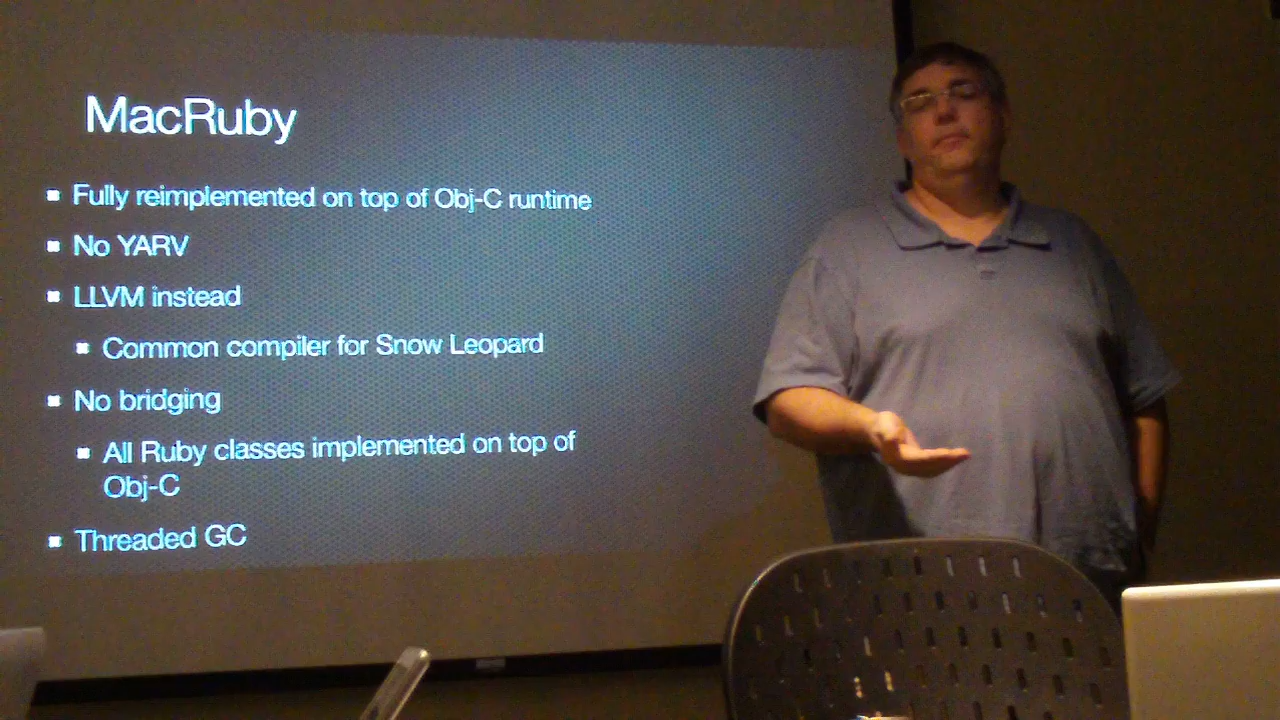 MacRuby
Fully reimplemented on top of Obj-C runtime
No YARV
LLVM instead
Common compiler for Snow Leopard
No bridging
All Ruby classes implemented on top of
Obj-C
Threaded GC